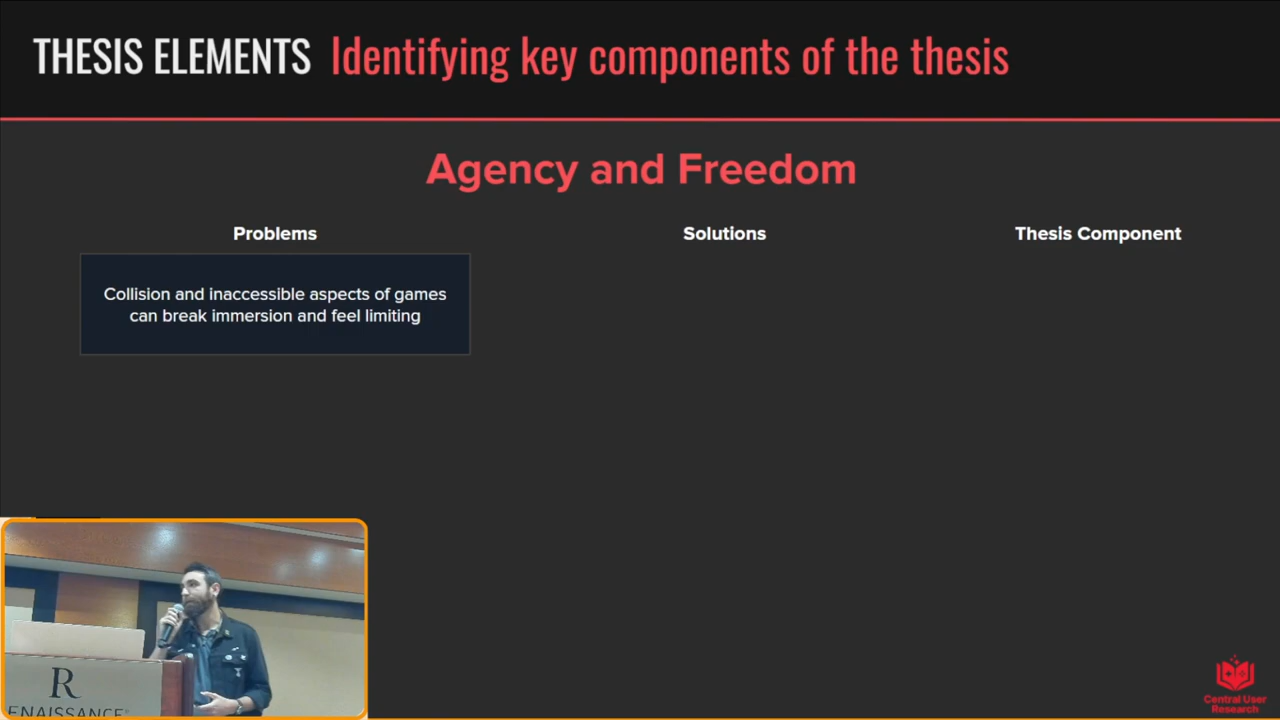 THESIS ELEMENTS Identifying key components of the thesis
Agency and Freedom
Problems
Solutions
Thesis Component
Collision and inaccessible aspects of games
can break immersion and feel limiting
R
ENAISSANCE
Central User
Research